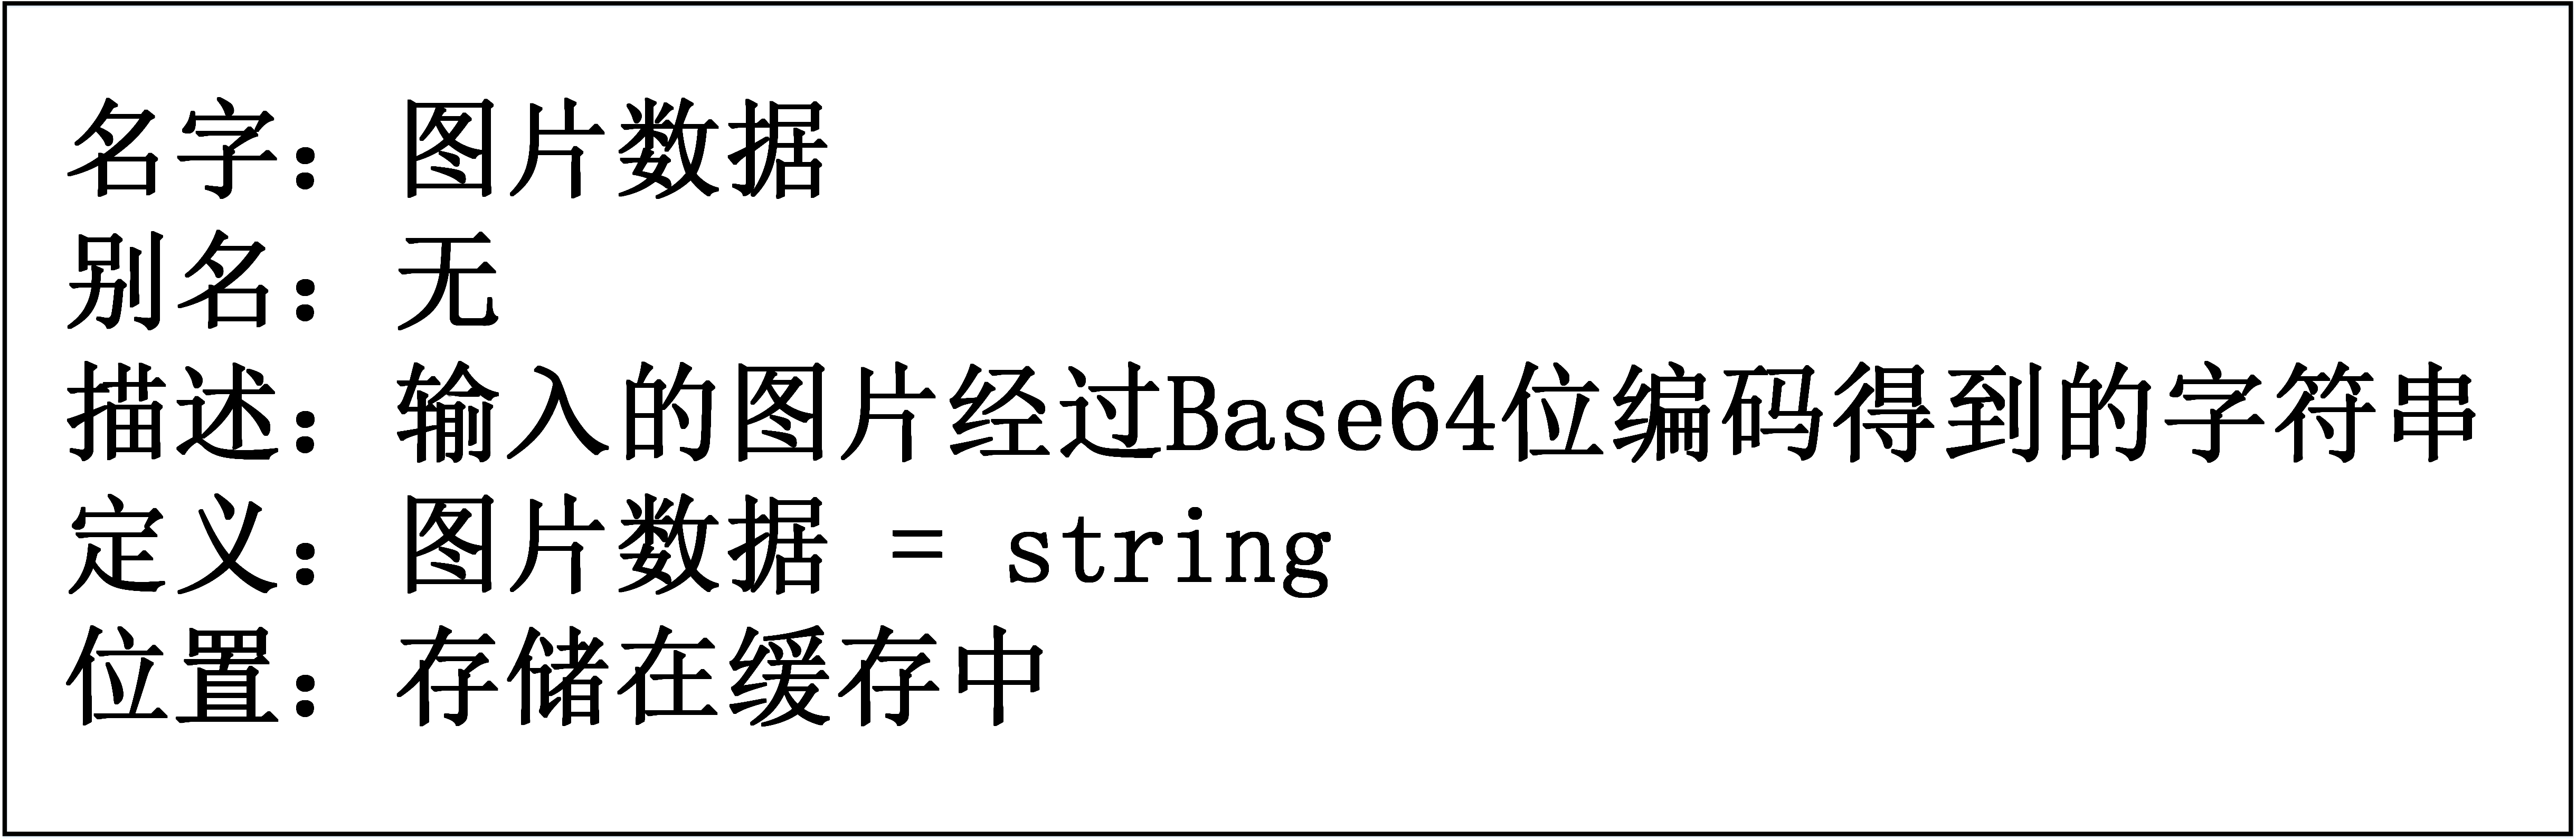 名字：图片数据
别名：无
描述：输入的图片经过Base64位编码得到的字符串
定义：图片数据 = string
位置：存储在缓存中